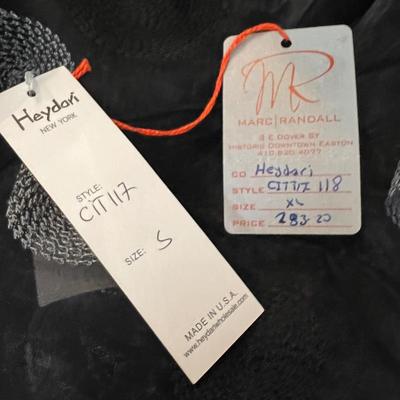 Heydari
NEW YORK
STYLE:
CIT117
SIZE: S
MADE IN U.S.A.
www.heydariwholesale.com
MR
MARC|RANDALL
3 E DOVER ST
HISTORIC DOWNTOWN EASTON
410.820.4077
CO Heydari
STYLE CIT117 118
SIZE XL
PRICE 283.20